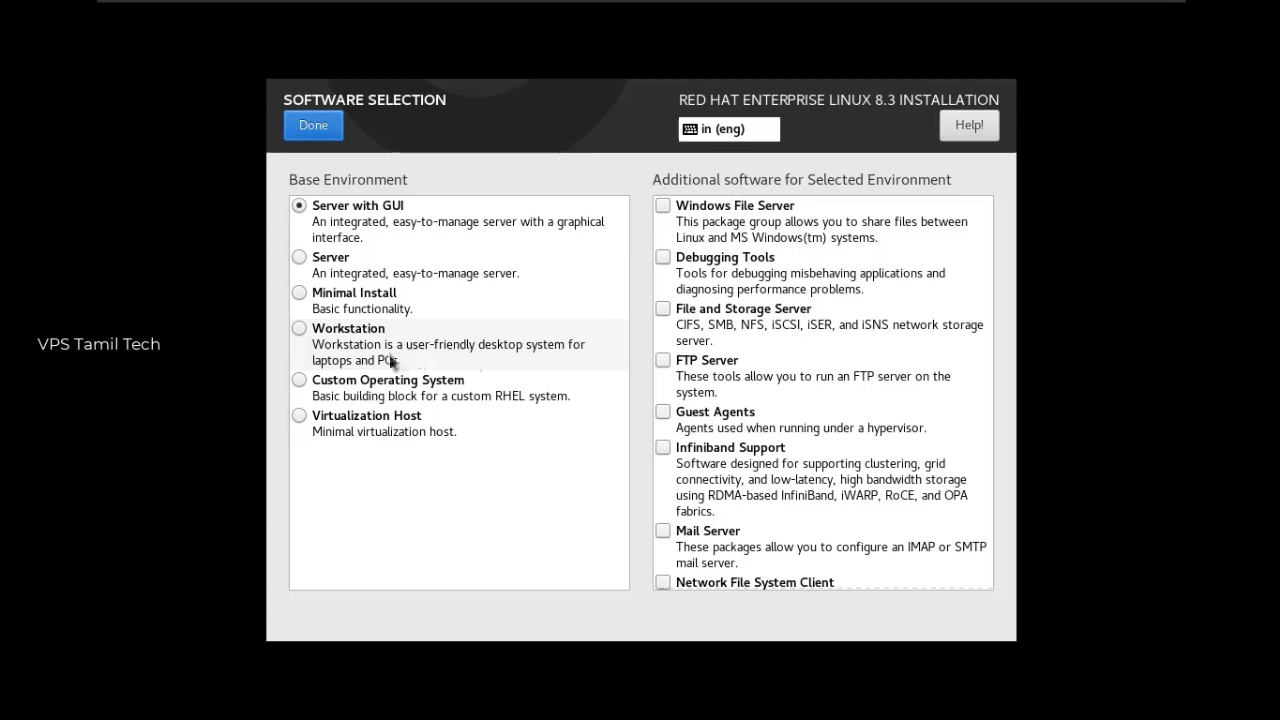 SOFTWARE SELECTION
RED HAT ENTERPRISE LINUX 8.3 INSTALLATION
Done
in (eng)
Help!
Base Environment
Server with GUI
An integrated, easy-to-manage server with a graphical
interface.
Server
An integrated, easy-to-manage server.
Minimal Install
Basic functionality.
Workstation
Workstation is a user-friendly desktop system for
laptops and PCs.
Custom Operating System
Basic building block for a custom RHEL system.
Virtualization Host
Minimal virtualization host.
Additional software for Selected Environment
Windows File Server
This package group allows you to share files between
Linux and MS Windows(tm) systems.
Debugging Tools
Tools for debugging misbehaving applications and
diagnosing performance problems.
File and Storage Server
CIFS, SMB, NFS, iSCSI, iSER, and iSNS network storage
server.
FTP Server
These tools allow you to run an FTP server on the
system.
Guest Agents
Agents used when running under a hypervisor.
Infiniband Support
Software designed for supporting clustering, grid
connectivity, and low-latency, high bandwidth storage
using RDMA-based InfiniBand, iWARP, RoCE, and OPA
fabrics.
Mail Server
These packages allow you to configure an IMAP or SMTP
mail server.
Network File System Client
VPS Tamil Tech